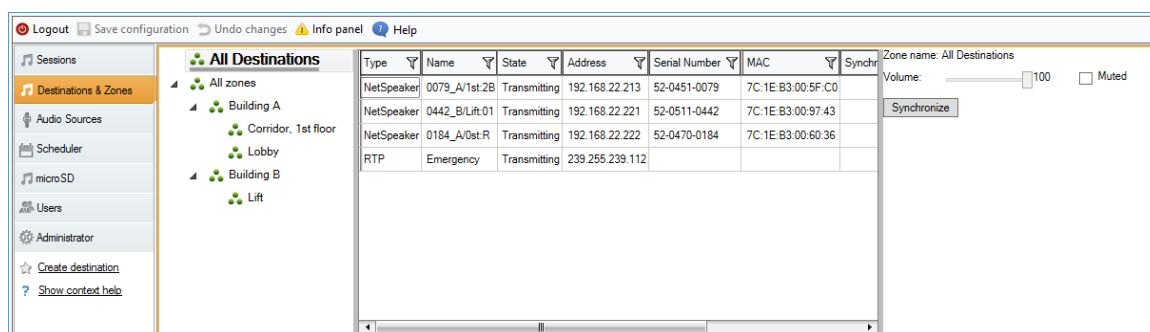 Logout Save configuration Undo changes Info panel Help
Sessions
Destinations & Zones
Audio Sources
Scheduler
microSD
Users
Administrator
Create destination
Show context help
All Destinations
All zones
Building A
Corridor, 1st floor
Lobby
Building B
Lift
Type Name State Address Serial Number MAC Synchr
NetSpeaker 0079_A/1st:2B Transmitting 192.168.22.213 52-0451-0079 7C:1E:B3:00:5F:C0
NetSpeaker 0442_B/Lift:01 Transmitting 192.168.22.221 52-0511-0442 7C:1E:B3:00:97:43
NetSpeaker 0184_A/0st:R Transmitting 192.168.22.222 52-0470-0184 7C:1E:B3:00:60:36
RTP Emergency Transmitting 239.255.239.112
Zone name: All Destinations
Volume: 100 Muted
Synchronize